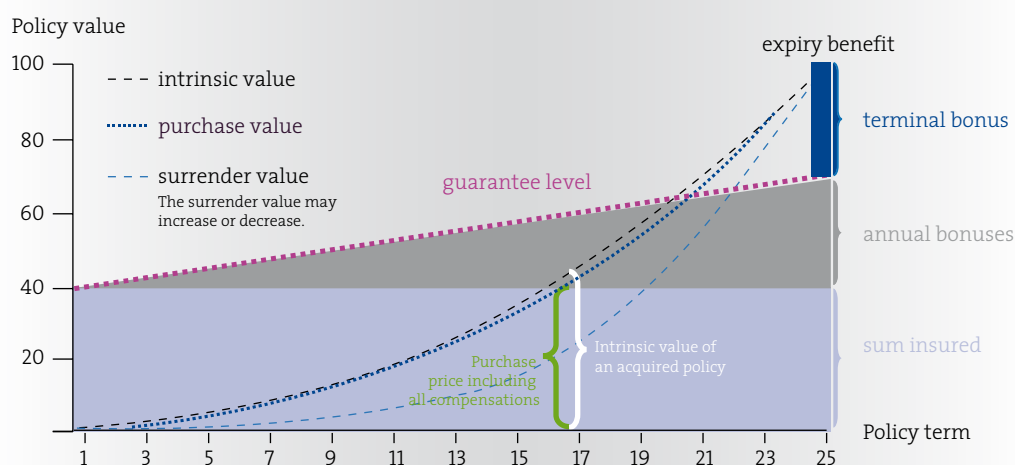 Policy value
expiry benefit
100
intrinsic value
80
purchase value
terminal bonus
surrender value
The surrender value may
increase or decrease.
guarantee level
60
annual bonuses
40
sum insured
20
Purchase
price including
all compensations
Intrinsic value of
an acquired policy
Policy term
1 3 5 7 9 11 13 15 17 19 21 23 25